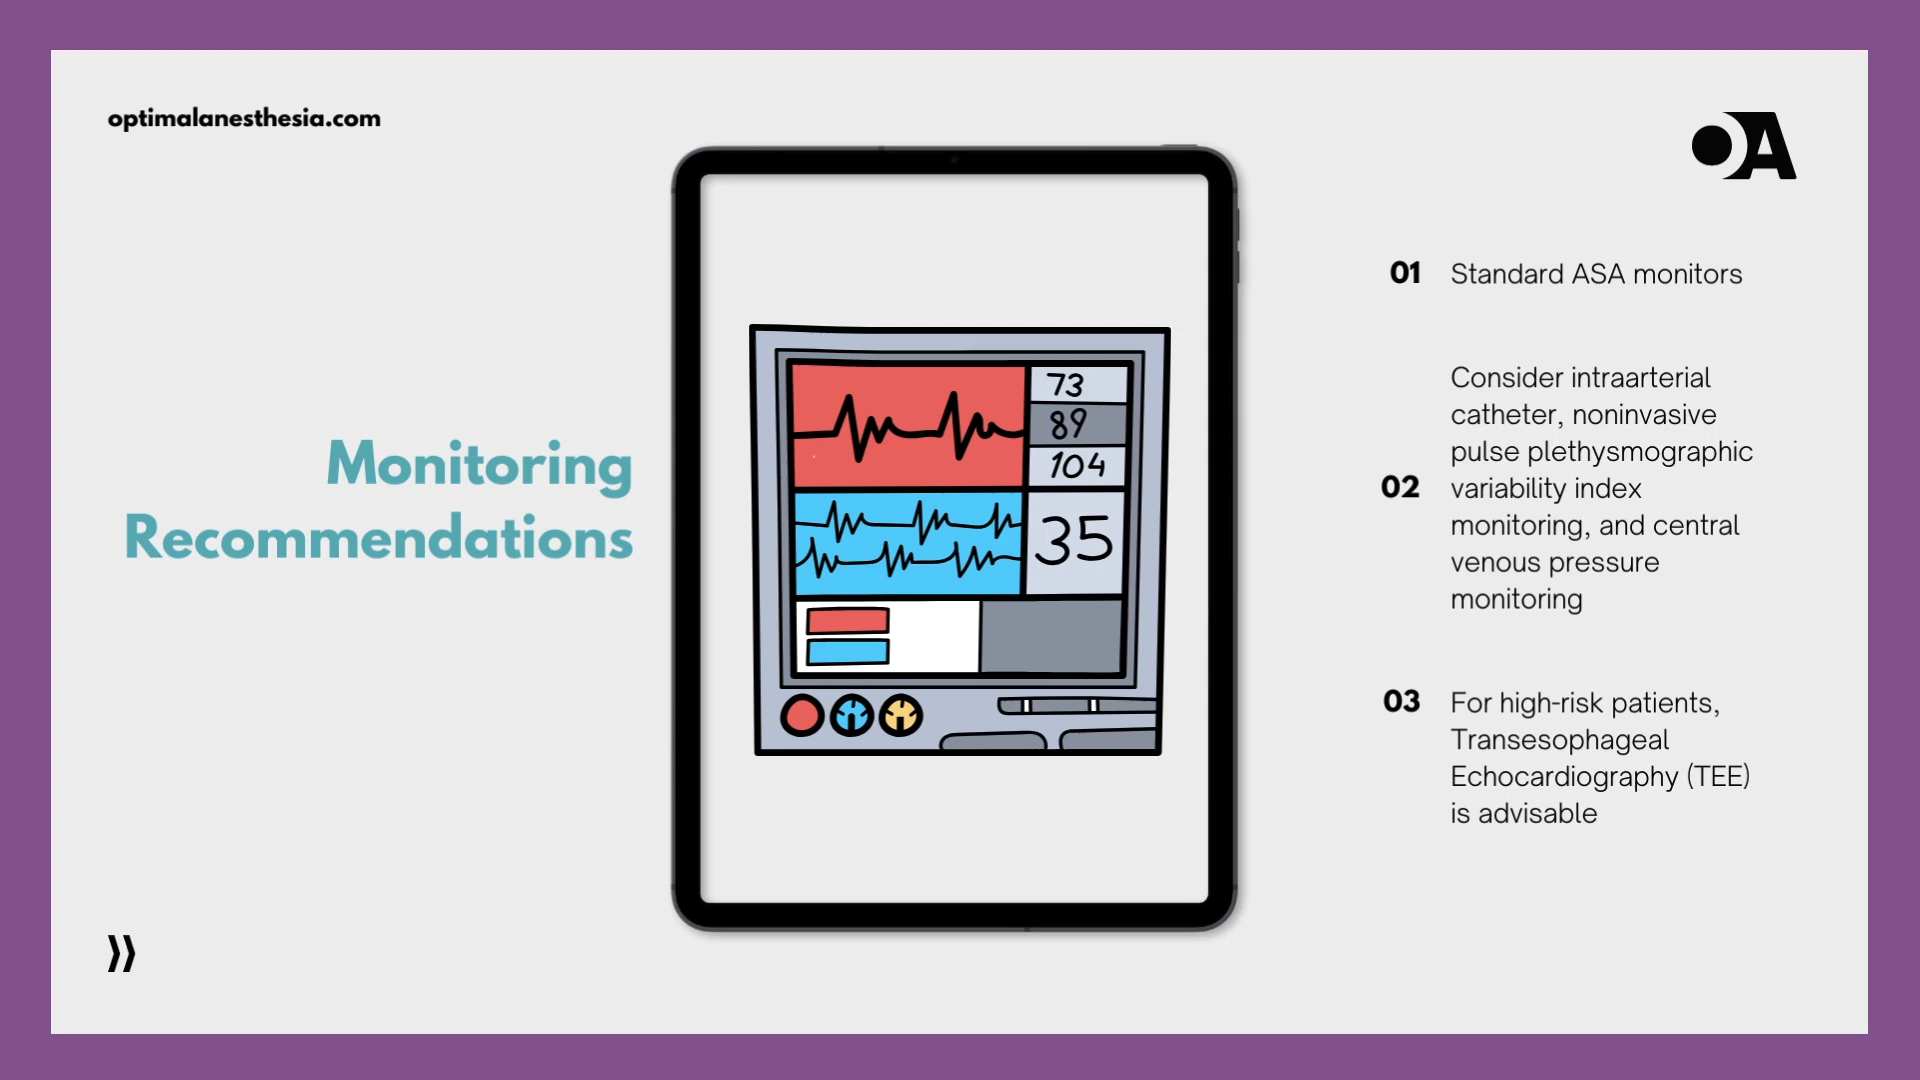 optimalanesthesia.com
OA
Monitoring
Recommendations
73
89
104
35
01 Standard ASA monitors
Consider intraarterial
catheter, noninvasive
pulse plethysmographic
02 variability index
monitoring, and central
venous pressure
monitoring
03 For high-risk patients,
Transesophageal
Echocardiography (TEE)
is advisable